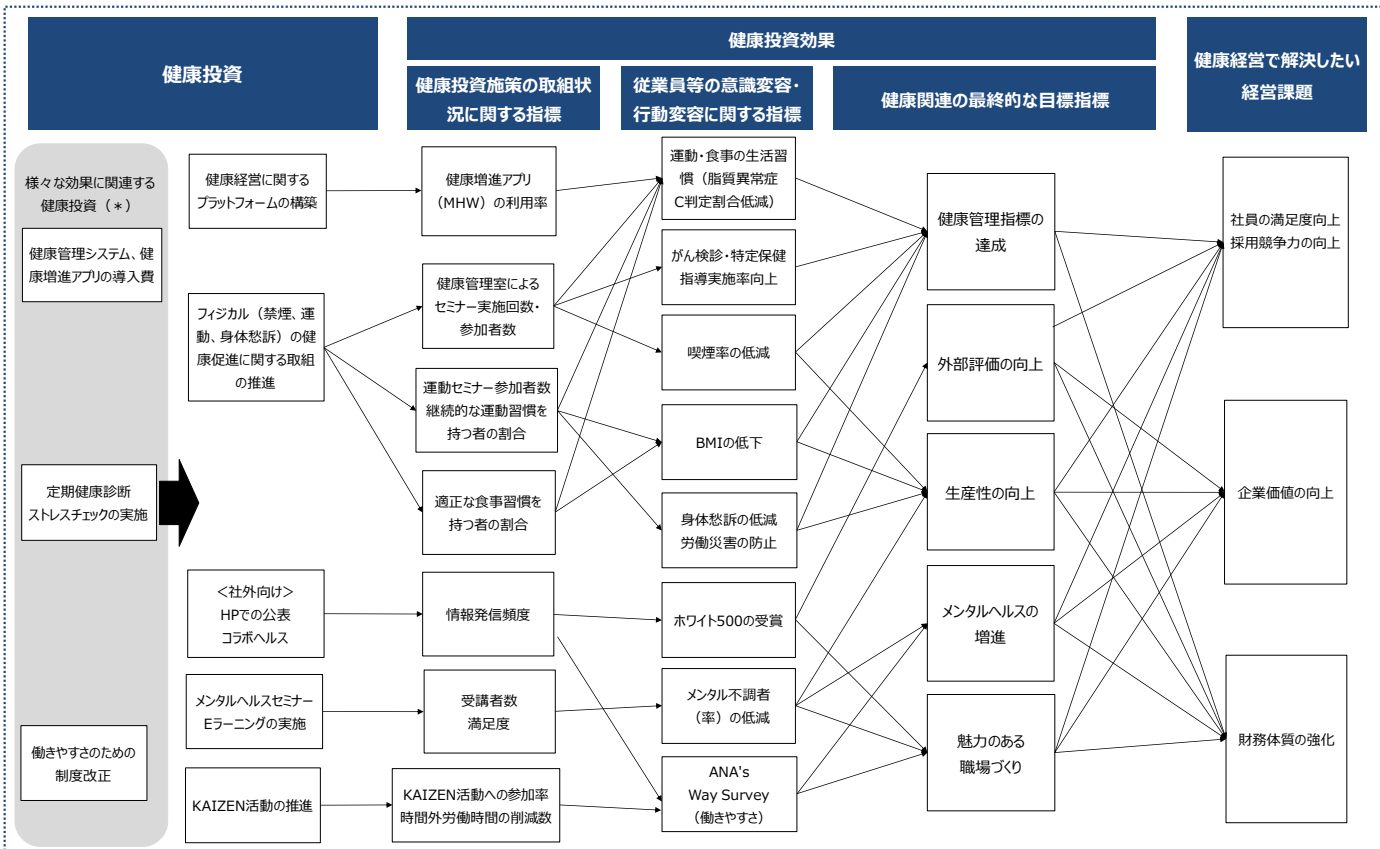 健康投資
健康投資効果
健康投資施策の取組状
況に関する指標
従業員等の意識変容・
行動変容に関する指標
健康関連の最終的な目標指標
健康経営で解決したい
経営課題
様々な効果に関連する
健康投資（＊）
健康管理システム、健
康増進アプリの導入費
定期健康診断
ストレスチェックの実施
働きやすさのための
制度改正
健康経営に関する
プラットフォームの構築
フィジカル（禁煙、運
動、身体愁訴）の健
康促進に関する取組
の推進
＜社外向け＞
HPでの公表
コラボヘルス
メンタルヘルスセミナー
Eラーニングの実施
KAIZEN活動の推進
健康増進アプリ
（MHW）の利用率
健康管理室による
セミナー実施回数・
参加者数
運動セミナー参加者数
継続的な運動習慣を
持つ者の割合
適正な食事習慣を
持つ者の割合
情報発信頻度
受講者数
満足度
KAIZEN活動への参加率
時間外労働時間の削減数
運動・食事の生活習
慣（脂質異常症
C判定割合低減）
がん検診・特定保健
指導実施率向上
喫煙率の低減
BMIの低下
身体愁訴の低減
労働災害の防止
ホワイト500の受賞
メンタル不調者
（率）の低減
ANA's
Way Survey
（働きやすさ）
健康管理指標の
達成
外部評価の向上
生産性の向上
メンタルヘルスの
増進
魅力のある
職場づくり
社員の満足度向上
採用競争力の向上
企業価値の向上
財務体質の強化